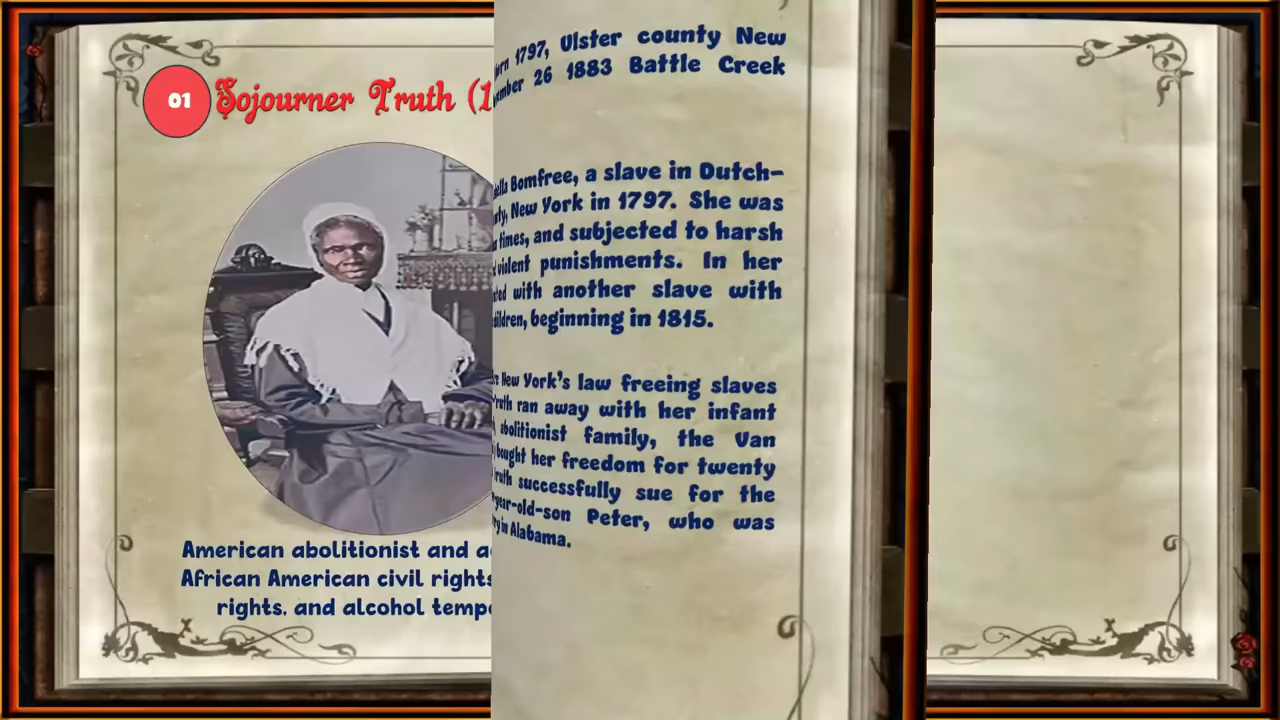 01
Sojourner Truth (1
American abolitionist and
African American civil rights
rights. and alcohol
1797, Ulster county New
26 1883 Battle Creek
Bomfree, a slave in Dutch-
New York in 1797. She was
times, and subjected to harsh
violent punishments. In her
with another slave with
beginning in 1815.
New York's law freeing slaves
ran away with her infant
abolitionist family, the Van
bought her freedom for twenty
successfully sue for the
year-old-son Peter, who was
in Alabama.